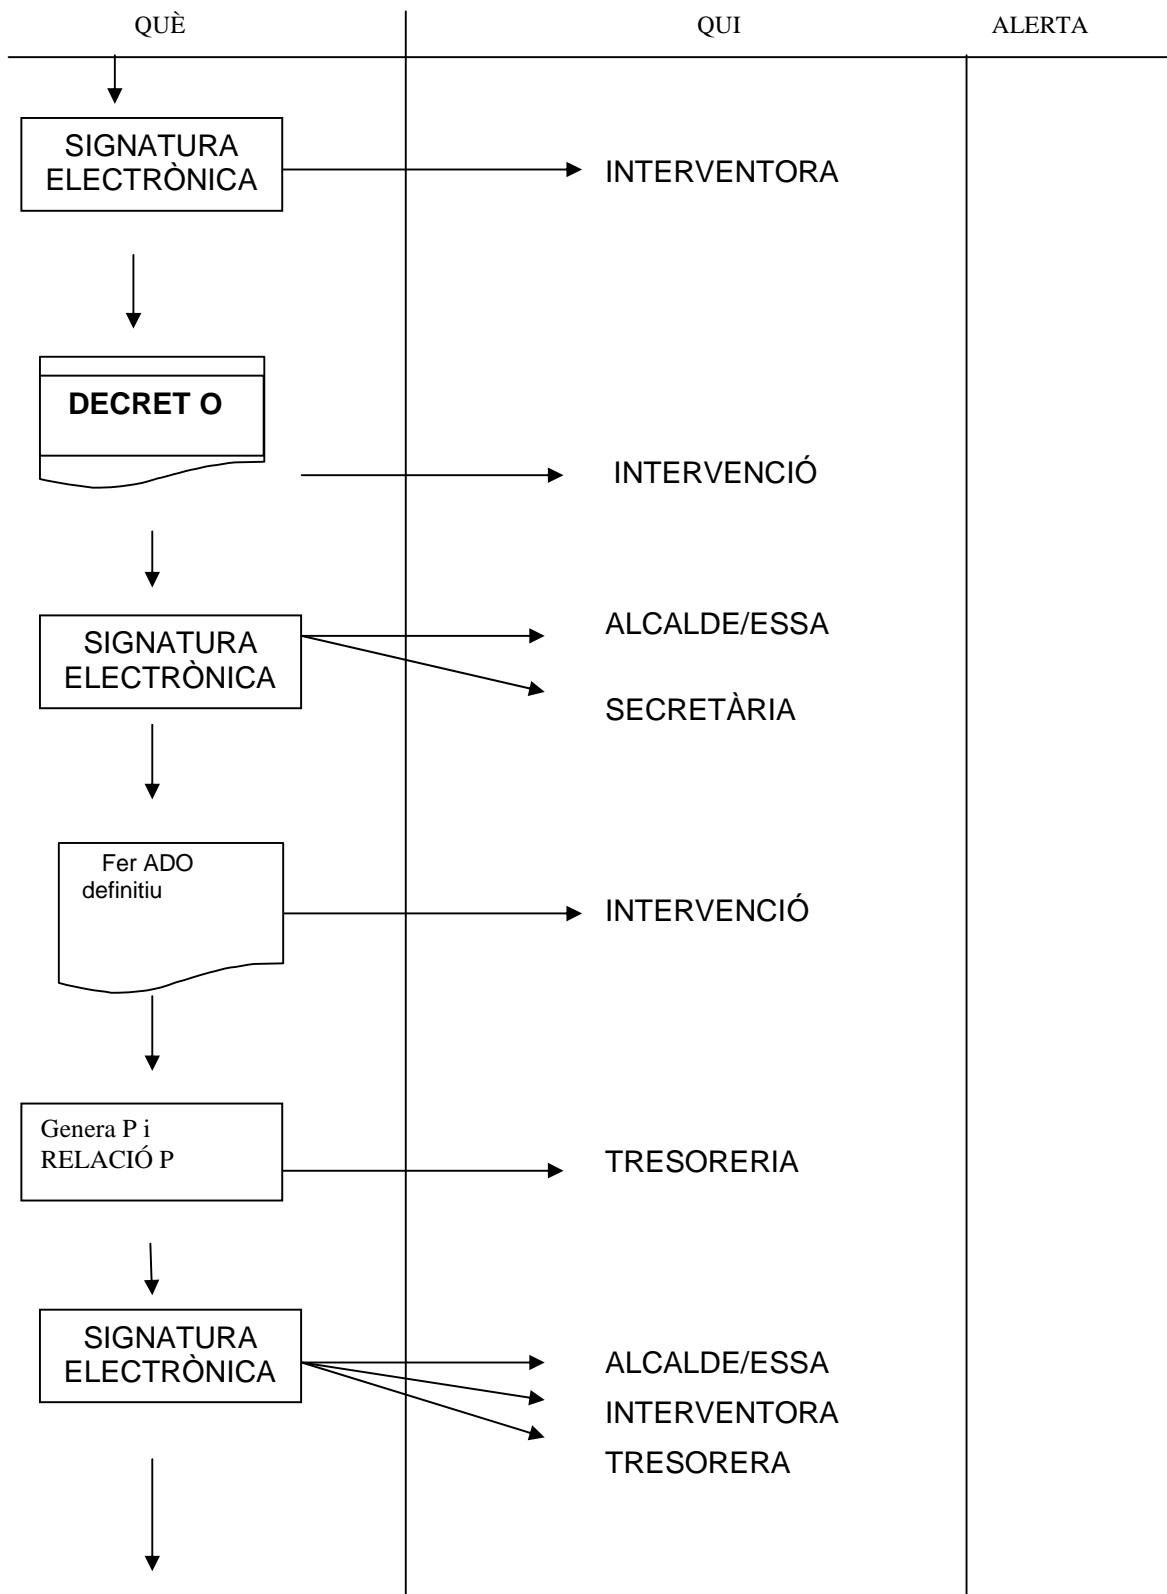 QUÈ
QUI
ALERTA
SIGNATURA
ELECTRÒNICA
INTERVENTORA
DECRET O
INTERVENCIÓ
SIGNATURA
ELECTRÒNICA
ALCALDE/ESSA
SECRETÀRIA
Fer ADO
definitiu
INTERVENCIÓ
Genera P i
RELACIÓ P
TRESORERIA
SIGNATURA
ELECTRÒNICA
ALCALDE/ESSA
INTERVENTORA
TRESORERA